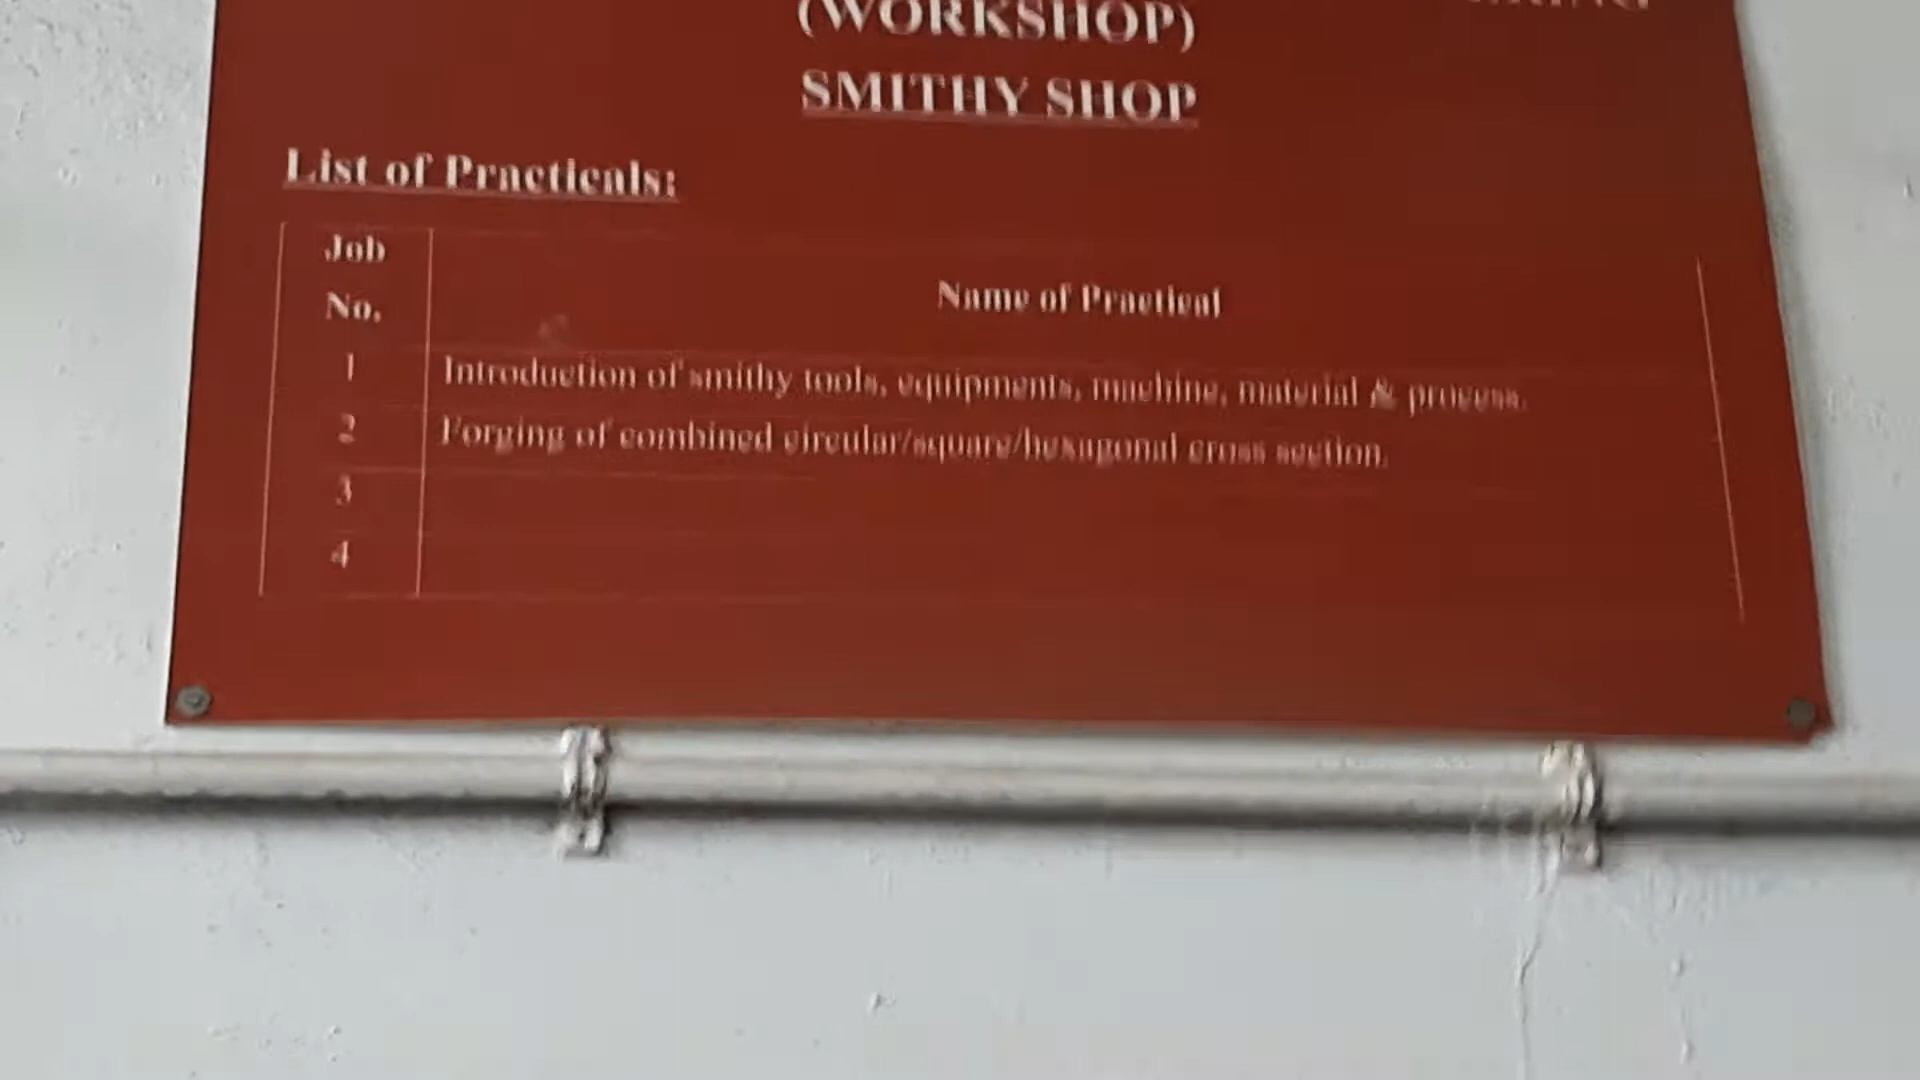 (WORKSHOP)
SMITHY SHOP
List of Practicals:
Job
No.
Name of Practical
1 Introduction of smithy tools, equipments, machine, material & process.
2 Forging of combined circular/square/hexagonal cross section.
3
4